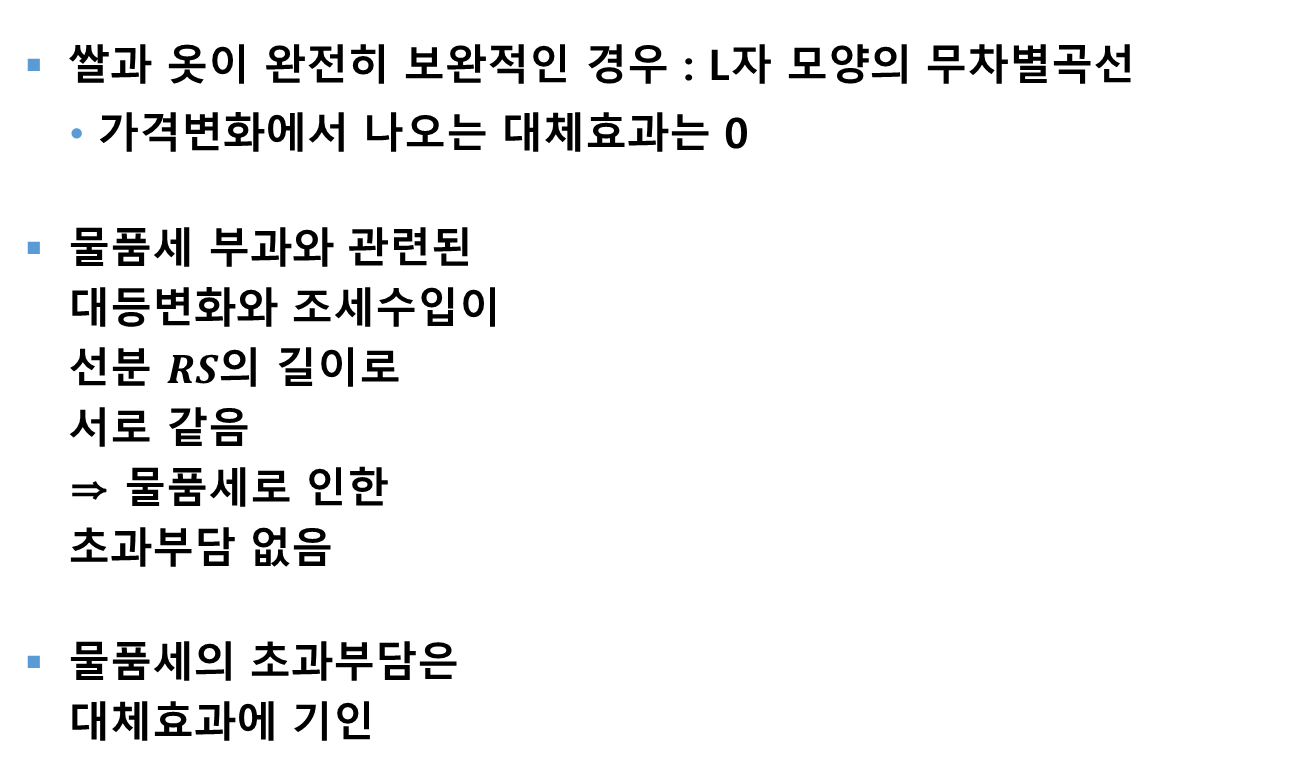 ▪ 쌀과 옷이 완전히 보완적인 경우 : L자 모양의 무차별곡선
• 가격변화에서 나오는 대체효과는 0
▪ 물품세 부과와 관련된
대등변화와 조세수입이
선분 RS의 길이로
서로 같음
⇒ 물품세로 인한
초과부담 없음
▪ 물품세의 초과부담은
대체효과에 기인